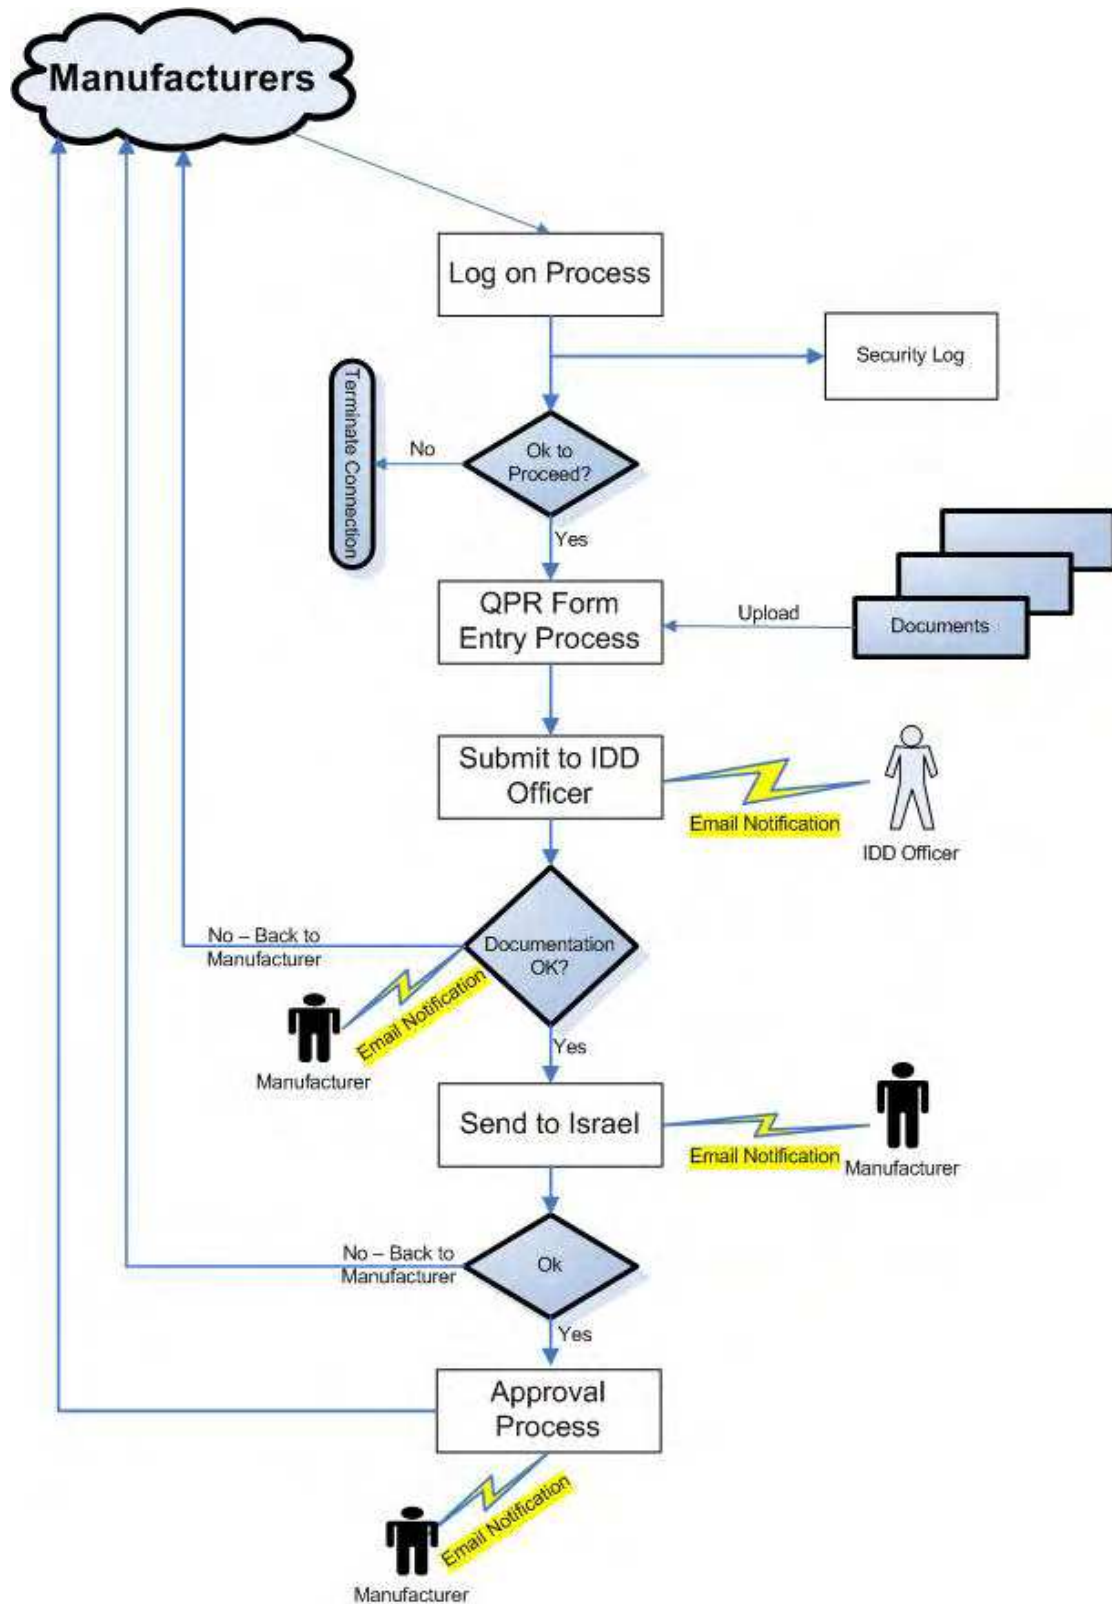 Manufacturers
Log on Process
Security Log
Terminate Connection
No
Ok to
Proceed?
Yes
QPR Form
Entry Process
Upload
Documents
Submit to IDD
Officer
Email Notification
IDD Officer
No – Back to
Manufacturer
Documentation
OK?
Email Notification
Manufacturer
Yes
Send to Israel
Email Notification
Manufacturer
No – Back to
Manufacturer
Ok
Yes
Approval
Process
Email Notification
Manufacturer